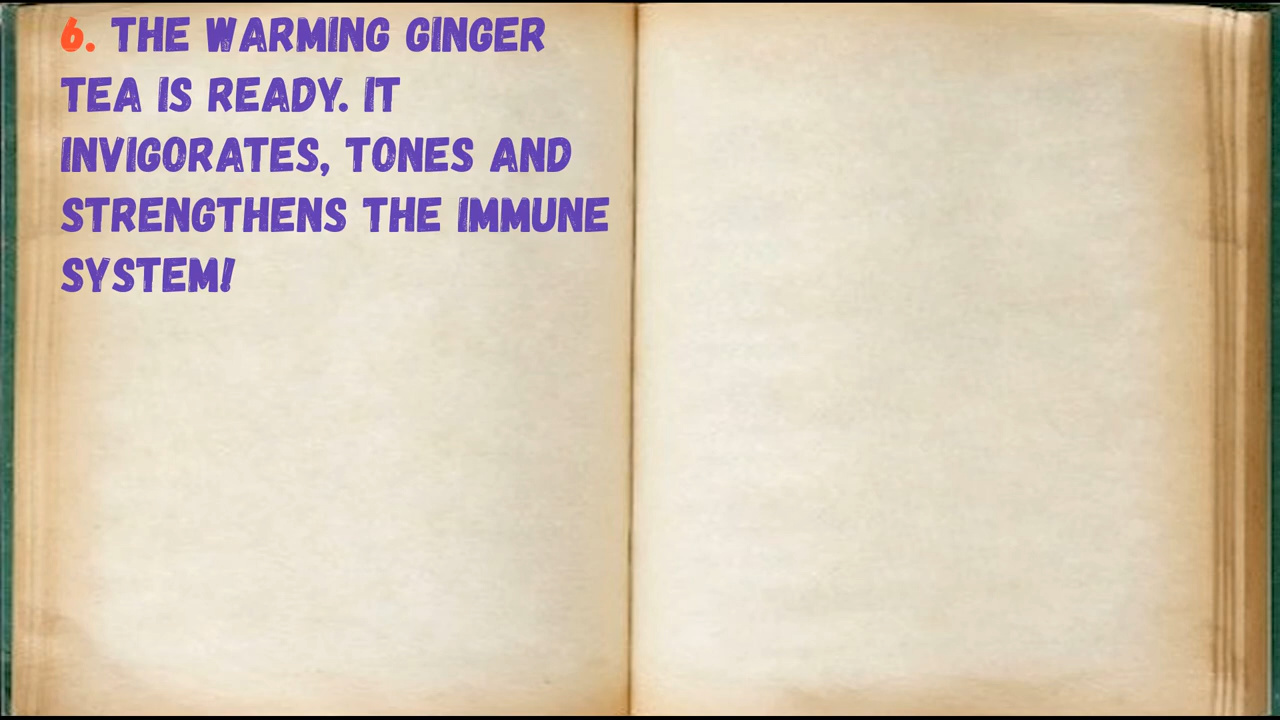 6. THE WARMING GINGER
TEA IS READY. IT
INVIGORATES, TONES AND
STRENGTHENS THE IMMUNE
SYSTEM!